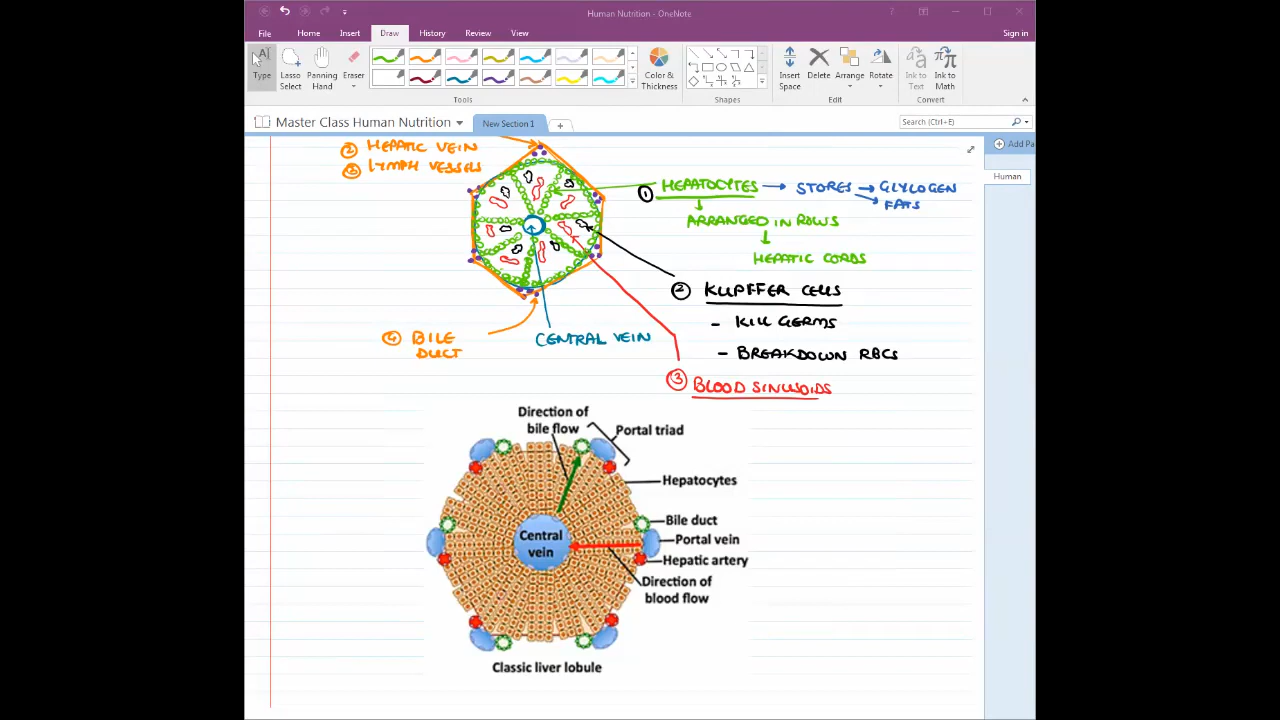 Human Nutrition - OneNote
File Home Insert Draw History Review View
Sign in
Type
Lasso Select
Panning Hand
Eraser
Color & Thickness
Insert Space
Delete
Arrange
Rotate
Ink to Text
Ink to Math
Tools
Shapes
Edit
Convert
Master Class Human Nutrition
New Section 1
Search (Ctrl+E)
Add Pa
Human
② HEPATIC VEIN
③ LYMPH VESSELS
① HEPATOCYTES → STORES → GLYLOGEN
FATS
ARRANGED IN ROWS
HEPATIC CORDS
② KUPFFER CELLS
- KILL GERMS
- BREAKDOWN RBCS
④ BILE
DUCT
CENTRAL VEIN
③ BLOOD SINUSOIDS
Direction of
bile flow
Portal triad
Hepatocytes
Bile duct
Portal vein
Hepatic artery
Direction of
blood flow
Central
vein
Classic liver lobule